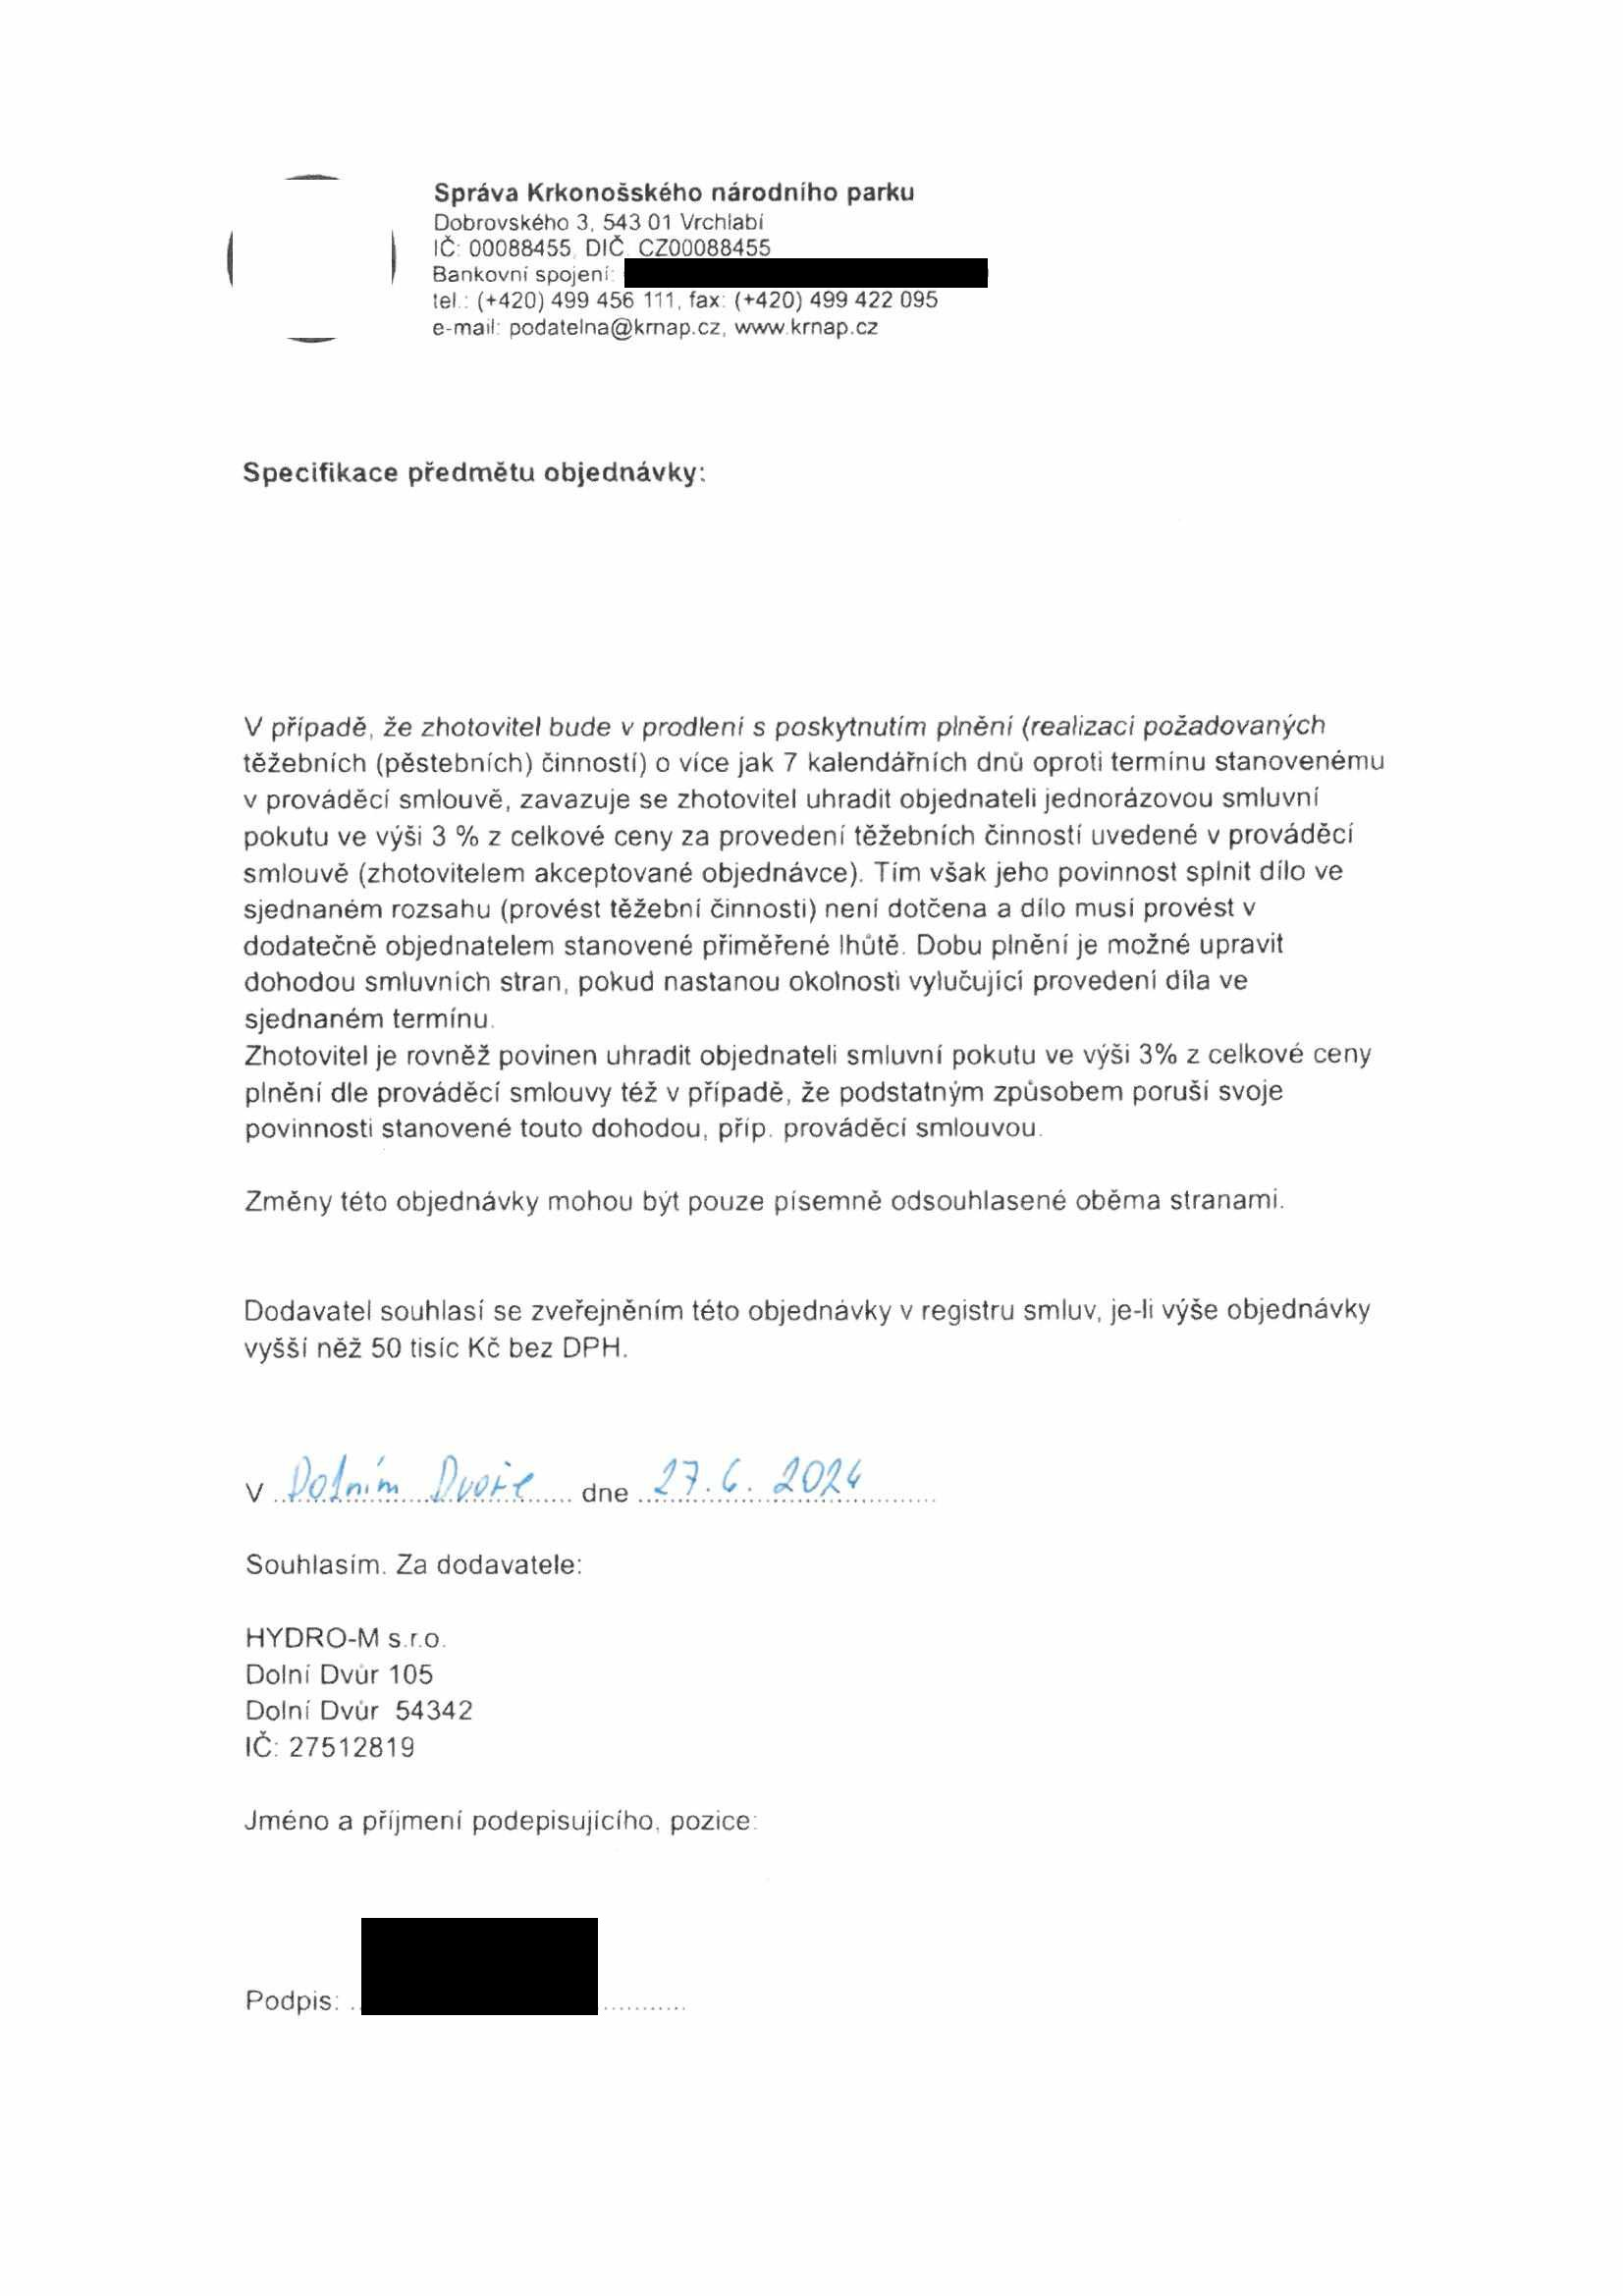 Správa Krkonošského národního parku
Dobrovského 3, 543 01 Vrchlabí
IČ: 00088455, DIČ: CZ00088455
Bankovní spojení:
tel.: (+420) 499 456 111, fax: (+420) 499 422 095
e-mail: podatelna@krnap.cz, www.krnap.cz
Specifikace předmětu objednávky:
V případě, že zhotovitel bude v prodlení s poskytnutím plnění (realizací požadovaných
těžebních (pěstebních) činností) o více jak 7 kalendářních dnů oproti termínu stanovenému
v prováděcí smlouvě, zavazuje se zhotovitel uhradit objednateli jednorázovou smluvní
pokutu ve výši 3 % z celkové ceny za provedení těžebních činností uvedené v prováděcí
smlouvě (zhotovitelem akceptované objednávce). Tím však jeho povinnost splnit dílo ve
sjednaném rozsahu (provést těžební činnosti) není dotčena a dílo musí provést v
dodatečně objednatelem stanovené přiměřené lhůtě. Dobu plnění je možné upravit
dohodou smluvních stran, pokud nastanou okolnosti vylučující provedení díla ve
sjednaném termínu.
Zhotovitel je rovněž povinen uhradit objednateli smluvní pokutu ve výši 3% z celkové ceny
plnění dle prováděcí smlouvy též v případě, že podstatným způsobem poruší svoje
povinnosti stanovené touto dohodou, příp. prováděcí smlouvou.
Změny této objednávky mohou být pouze písemně odsouhlasené oběma stranami.
Dodavatel souhlasí se zveřejněním této objednávky v registru smluv, je-li výše objednávky
vyšší něž 50 tisíc Kč bez DPH.
V Dolním Dvoře dne 27.6.2024
Souhlasím. Za dodavatele:
HYDRO-M s.r.o.
Dolní Dvůr 105
Dolní Dvůr 54342
IČ: 27512819
Jméno a příjmení podepisujícího, pozice:
Podpis: